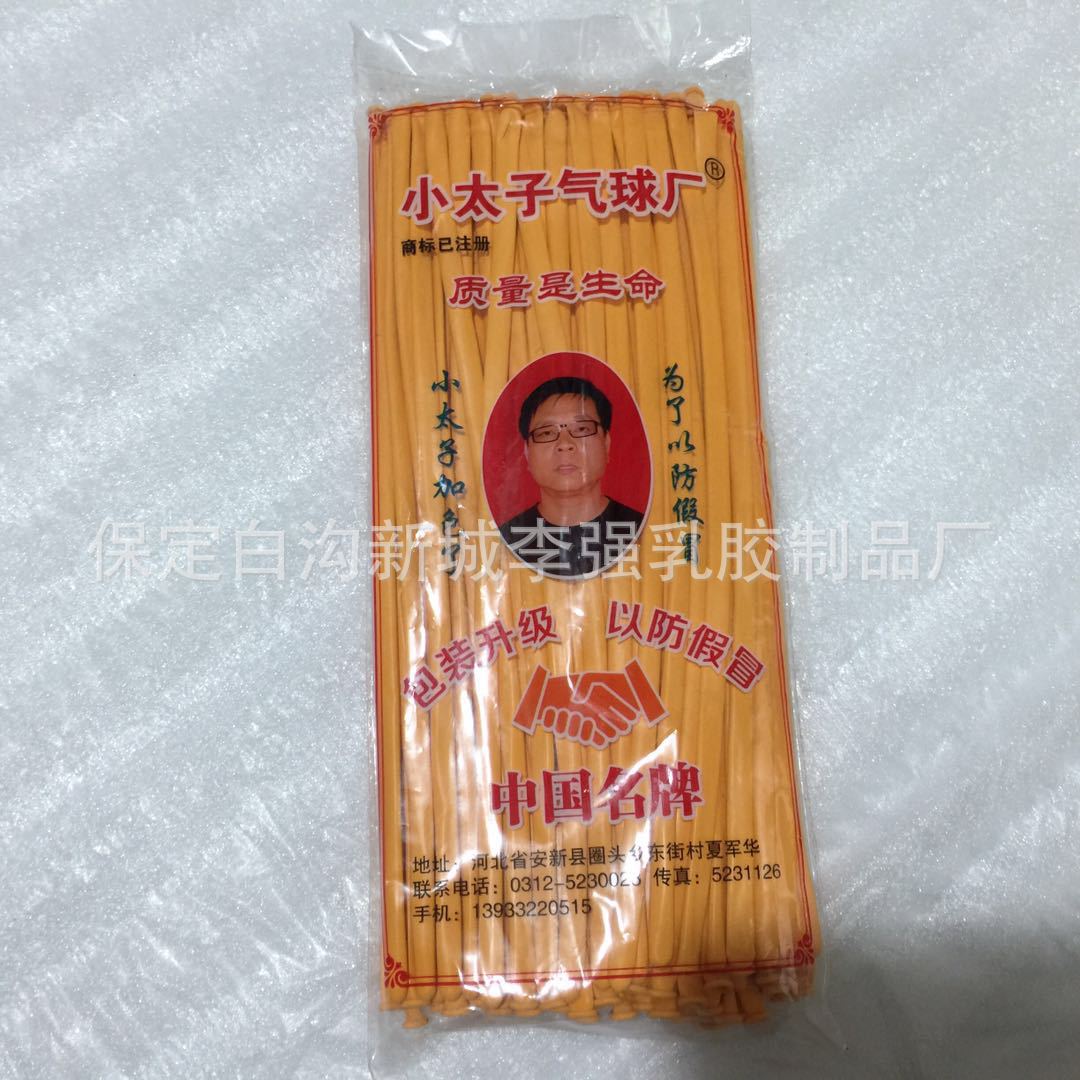 小太子气球厂®
商标已注册
质量是生命
小太子加
为了以防假冒
保定白沟新城李强乳胶制品厂
包装升级 以防假冒
中国名牌
地址：河北省安新县圈头乡东街村夏军华
联系电话：0312-5230023 传真：5231126
手机：13933220515